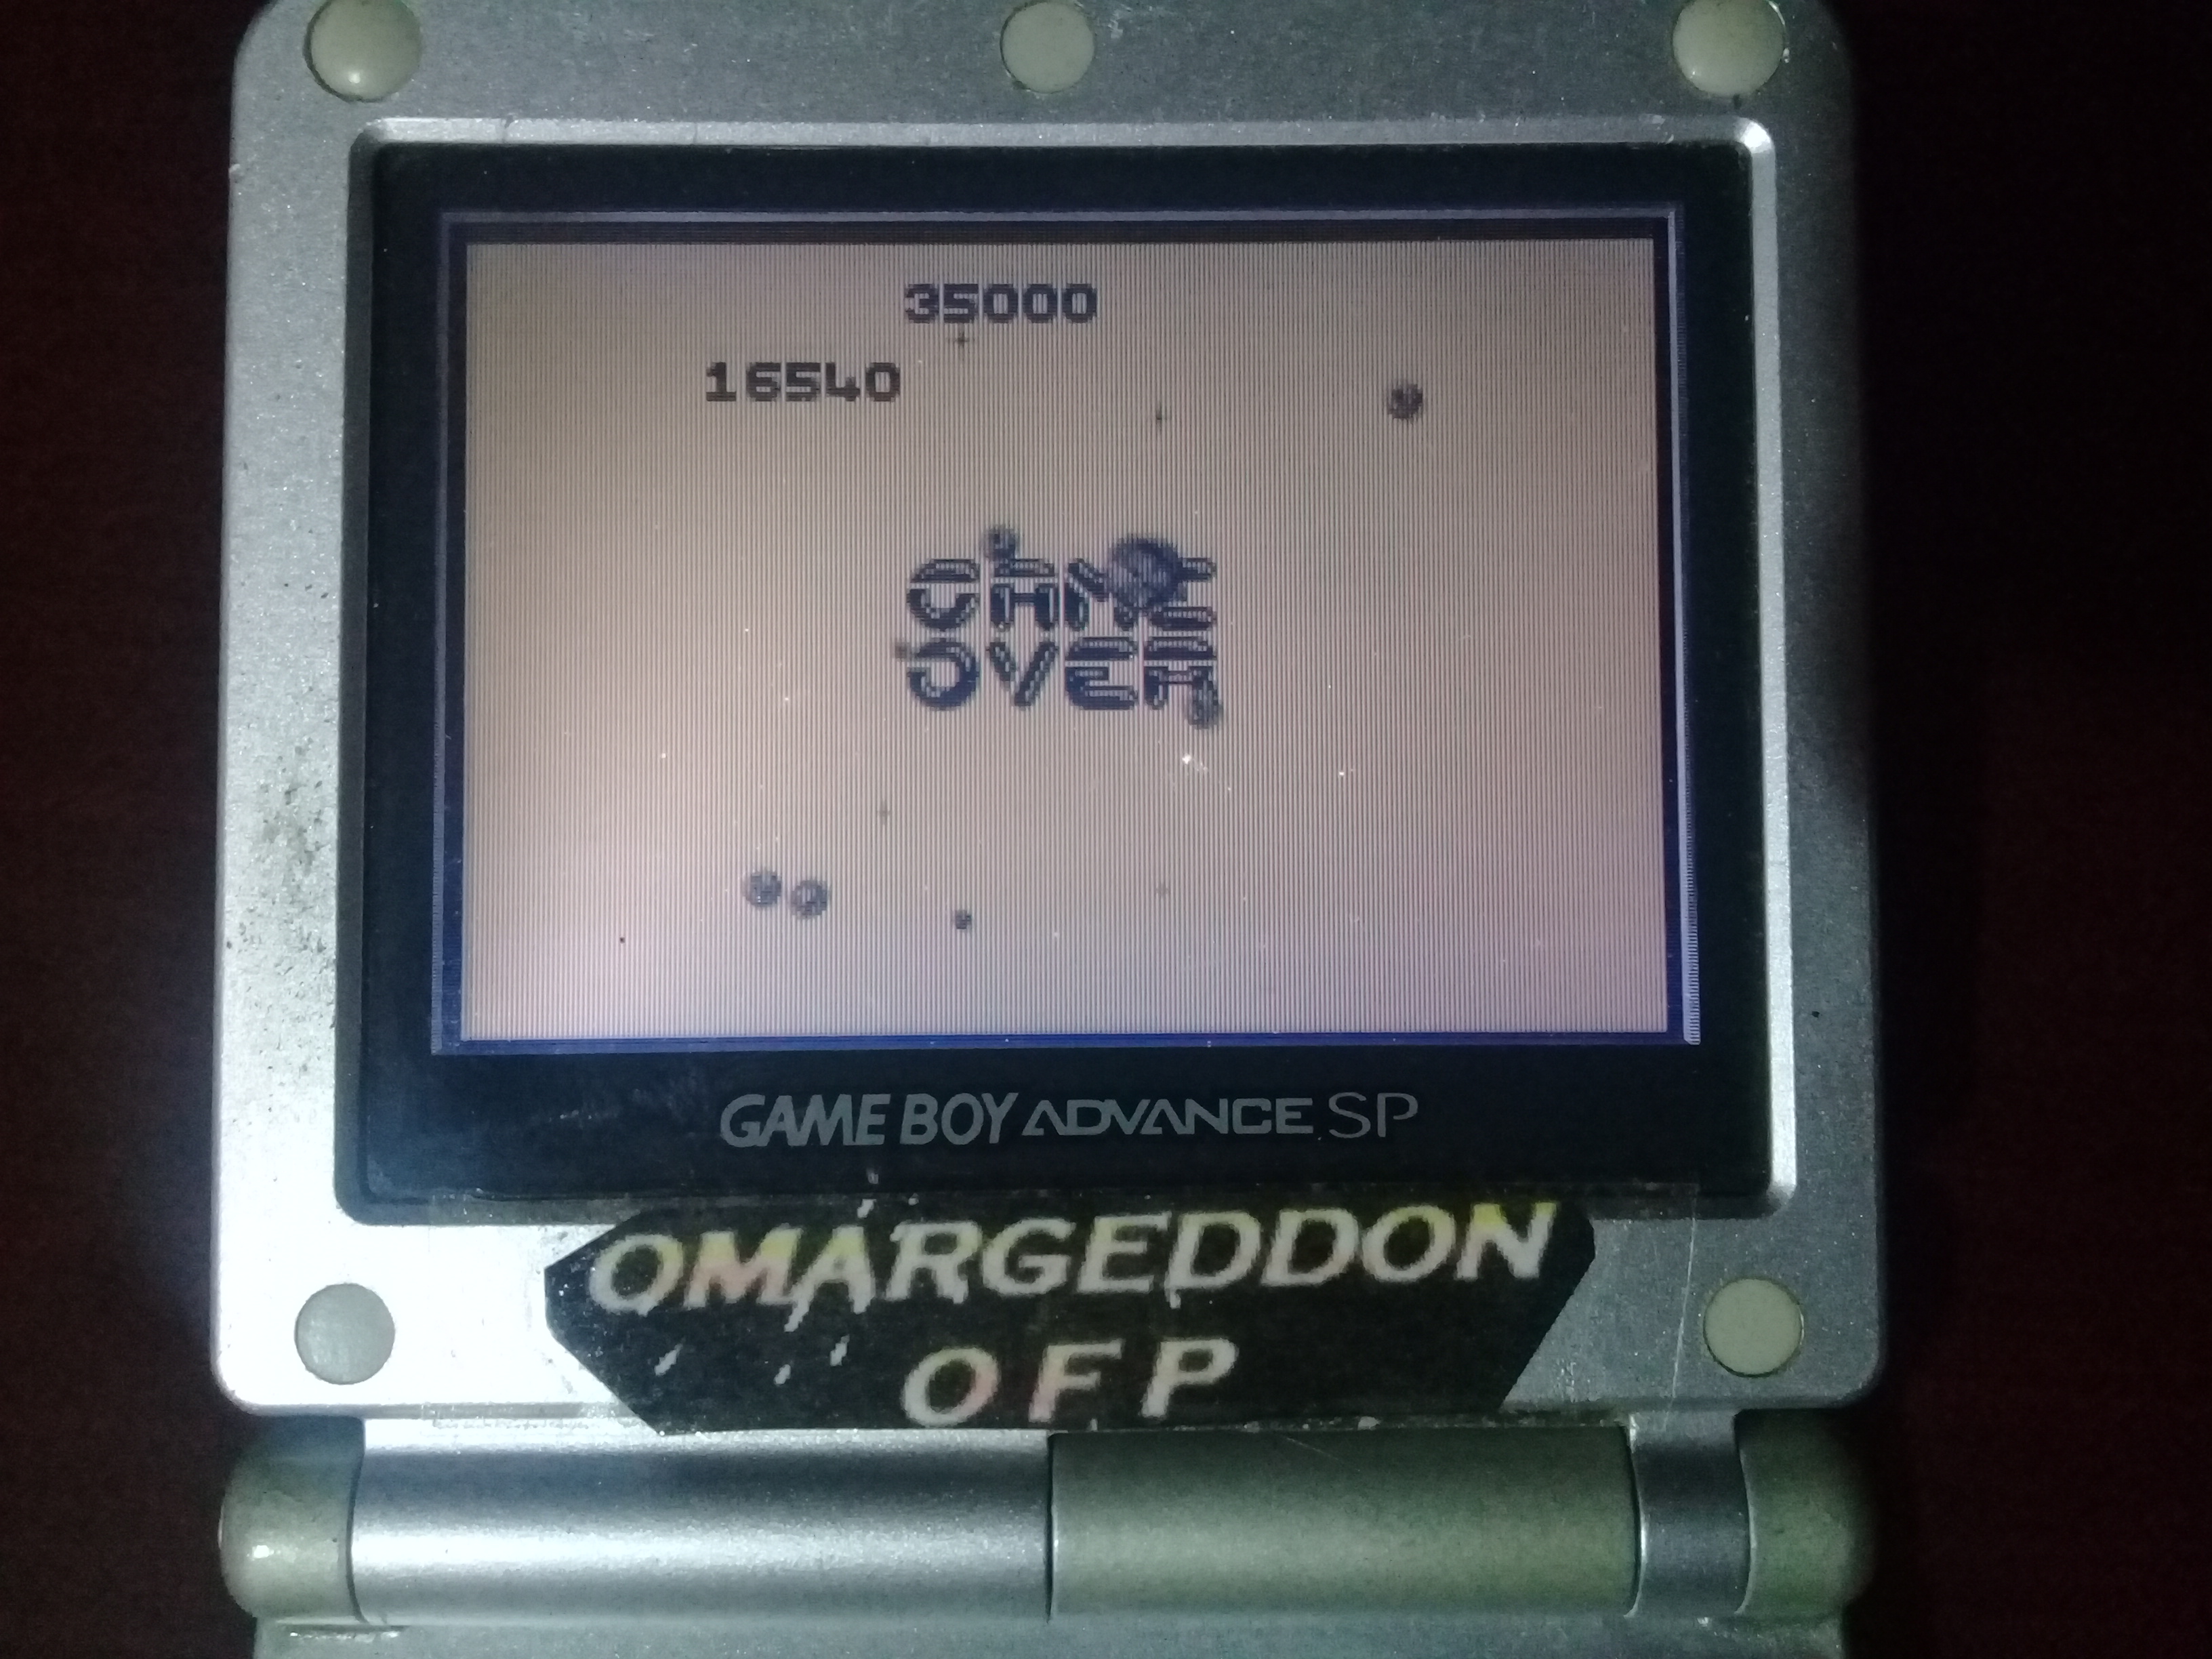 35000
16540
GAME
OVER
GAME BOY ADVANCE SP
OMARGEDDON
OFP